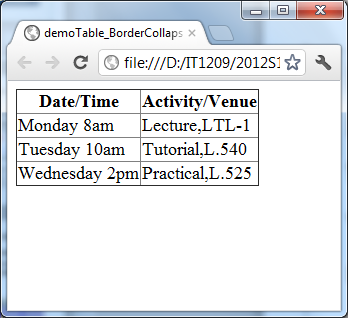 demoTable_BorderCollaps
file:///D:/IT1209/2012S1
Date/Time Activity/Venue
Monday 8am Lecture,LTL-1
Tuesday 10am Tutorial,L.540
Wednesday 2pm Practical,L.525